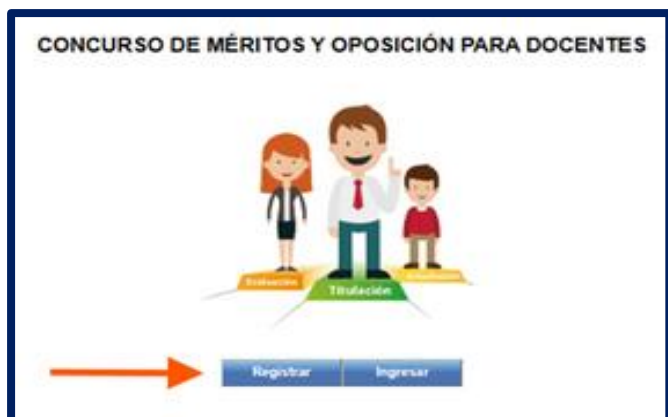 CONCURSO DE MÉRITOS Y OPOSICIÓN PARA DOCENTES
Evaluación
Titulación
Registrar
Ingresar